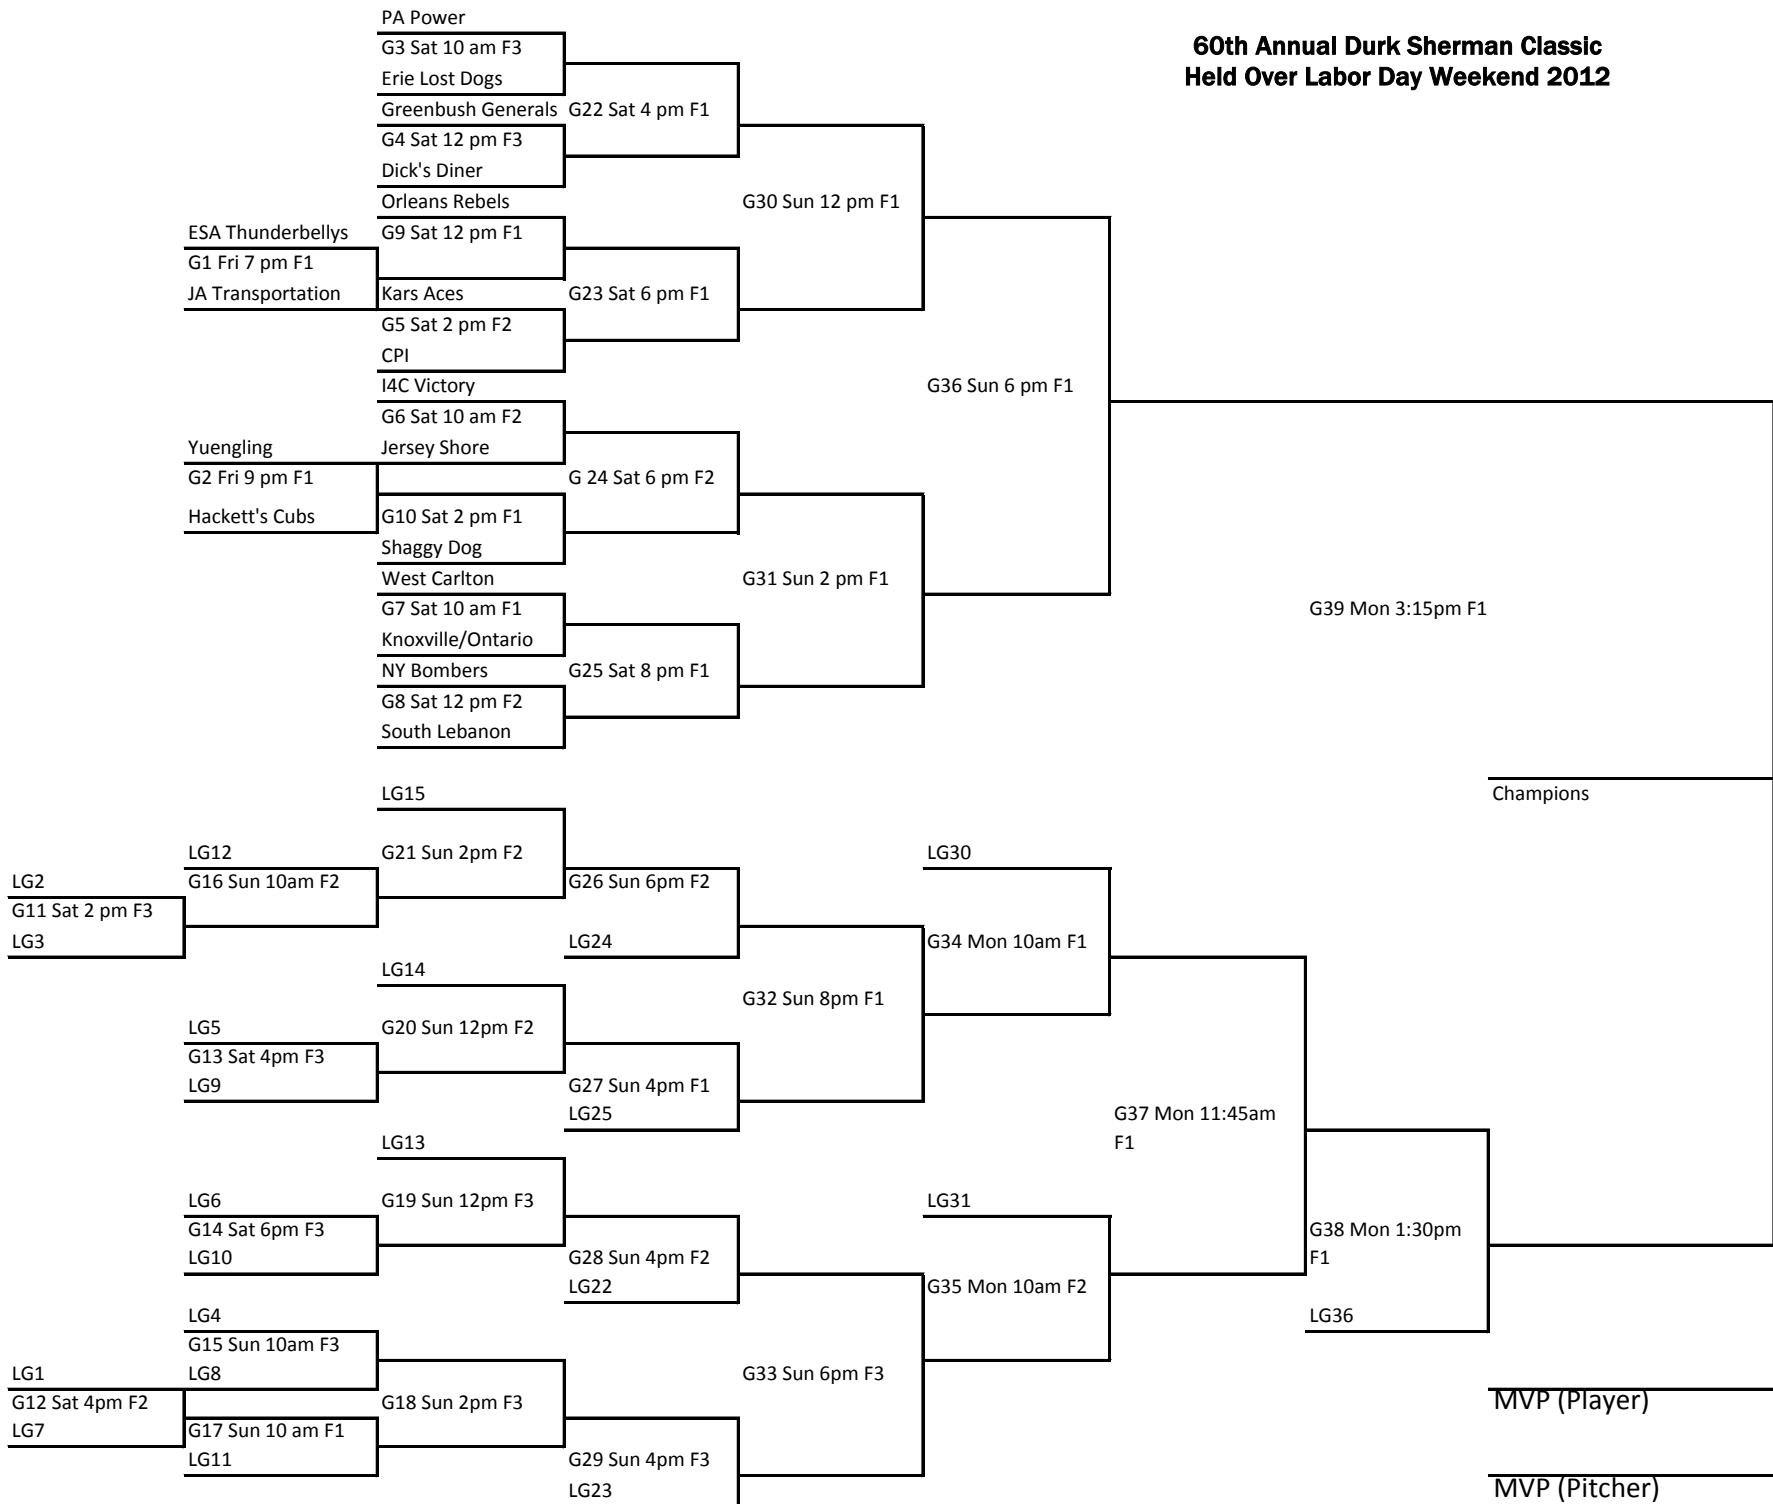 PA Power
60th Annual Durk Sherman Classic
Held Over Labor Day Weekend 2012
G3 Sat 10 am F3
Erie Lost Dogs
Greenbush Generals
G22 Sat 4 pm F1
G4 Sat 12 pm F3
Dick's Diner
Orleans Rebels
G30 Sun 12 pm F1
ESA Thunderbellys
G9 Sat 12 pm F1
G1 Fri 7 pm F1
JA Transportation
Kars Aces
G23 Sat 6 pm F1
G5 Sat 2 pm F2
CPI
I4C Victory
G36 Sun 6 pm F1
G6 Sat 10 am F2
Yuengling
Jersey Shore
G2 Fri 9 pm F1
G 24 Sat 6 pm F2
Hackett's Cubs
G10 Sat 2 pm F1
Shaggy Dog
West Carlton
G31 Sun 2 pm F1
G7 Sat 10 am F1
G39 Mon 3:15pm F1
Knoxville/Ontario
NY Bombers
G25 Sat 8 pm F1
G8 Sat 12 pm F2
South Lebanon
LG15
Champions
LG12
G21 Sun 2pm F2
LG30
LG2
G16 Sun 10am F2
G26 Sun 6pm F2
G11 Sat 2 pm F3
LG3
LG24
G34 Mon 10am F1
LG14
G32 Sun 8pm F1
LG5
G20 Sun 12pm F2
G13 Sat 4pm F3
LG9
G27 Sun 4pm F1
LG25
G37 Mon 11:45am
F1
LG13
LG6
G19 Sun 12pm F3
LG31
G14 Sat 6pm F3
G38 Mon 1:30pm
F1
LG10
G28 Sun 4pm F2
LG22
G35 Mon 10am F2
LG4
LG36
G15 Sun 10am F3
LG1
LG8
G33 Sun 6pm F3
G12 Sat 4pm F2
G18 Sun 2pm F3
MVP (Player)
LG7
G17 Sun 10 am F1
LG11
G29 Sun 4pm F3
LG23
MVP (Pitcher)